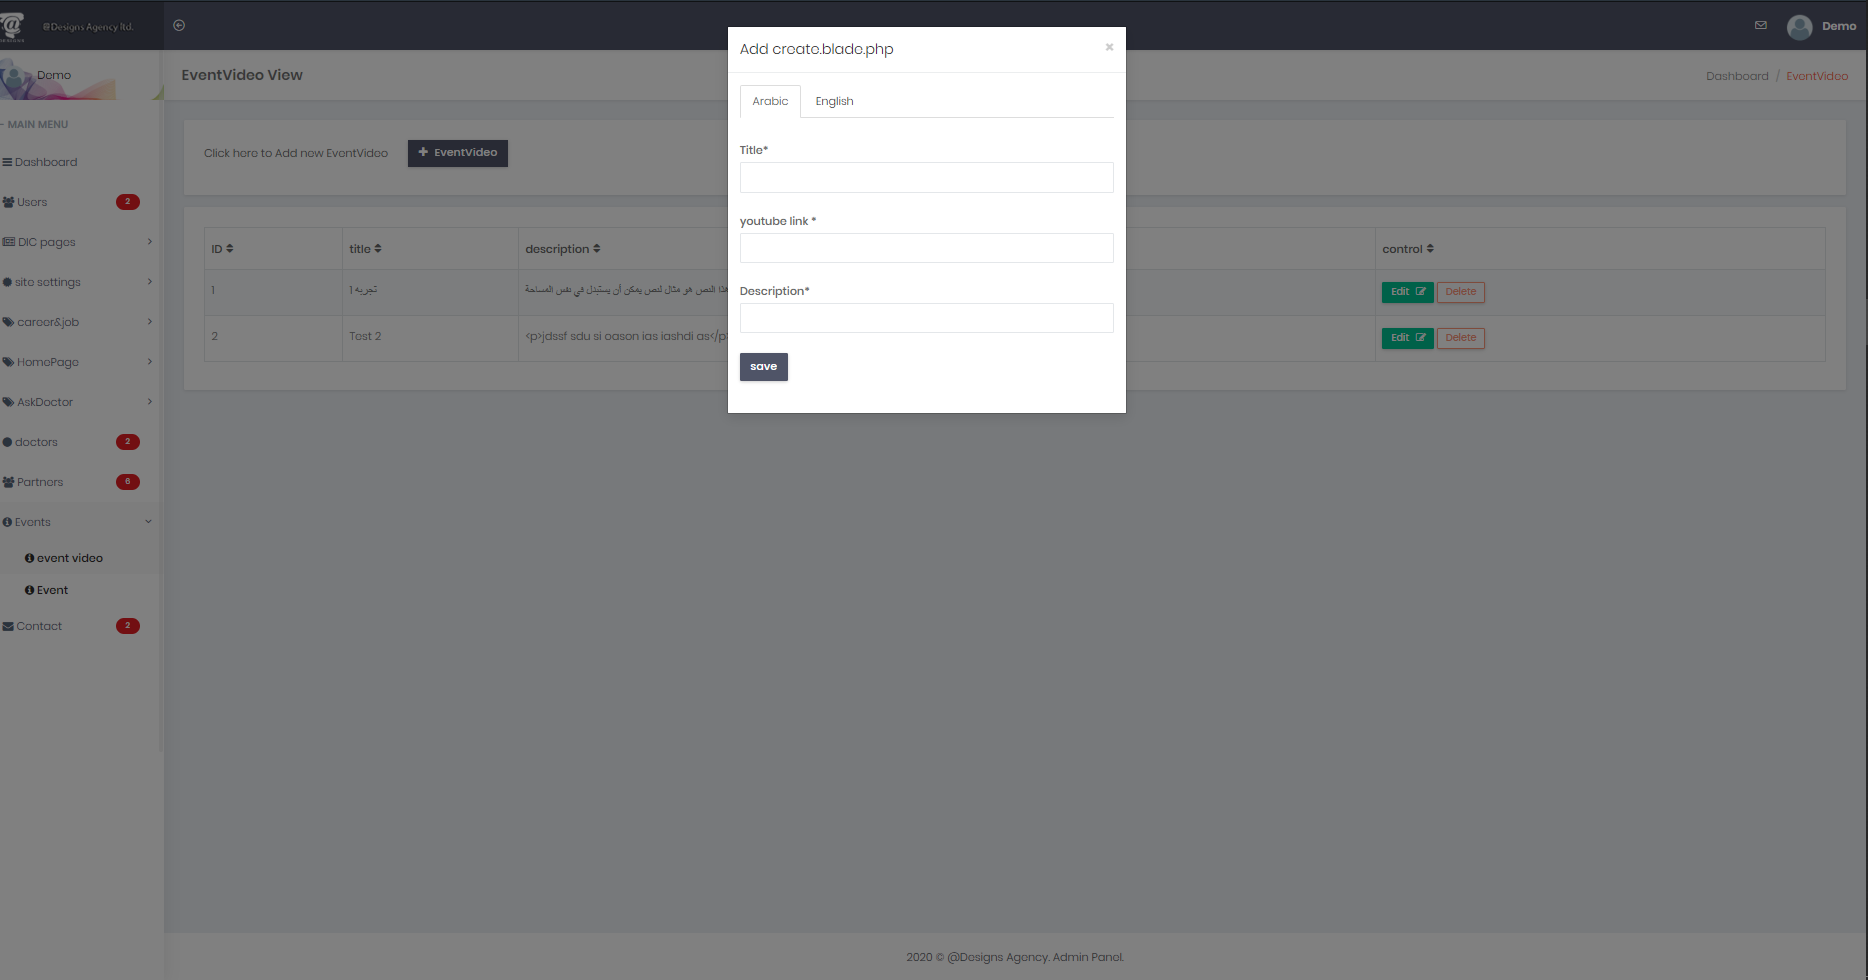 @Designs Agency ltd.
Demo
Demo
EventVideo View
Dashboard / EventVideo
- MAIN MENU
Dashboard
Users 2
DIC pages
site settings
career&job
HomePage
AskDoctor
doctors 2
Partners 6
Events
event video
Event
Contact 2
Click here to Add new EventVideo
+ EventVideo
ID title description control
1 تجربه 1 هذا النص هو مثال لنص يمكن أن يستبدل في نفس المساحة Edit Delete
2 Test 2 <p>jdssf sdu si oason ias iashdi as</p Edit Delete
Add create.blade.php ×
Arabic English
Title*
youtube link *
Description*
save
2020 © @Designs Agency. Admin Panel.